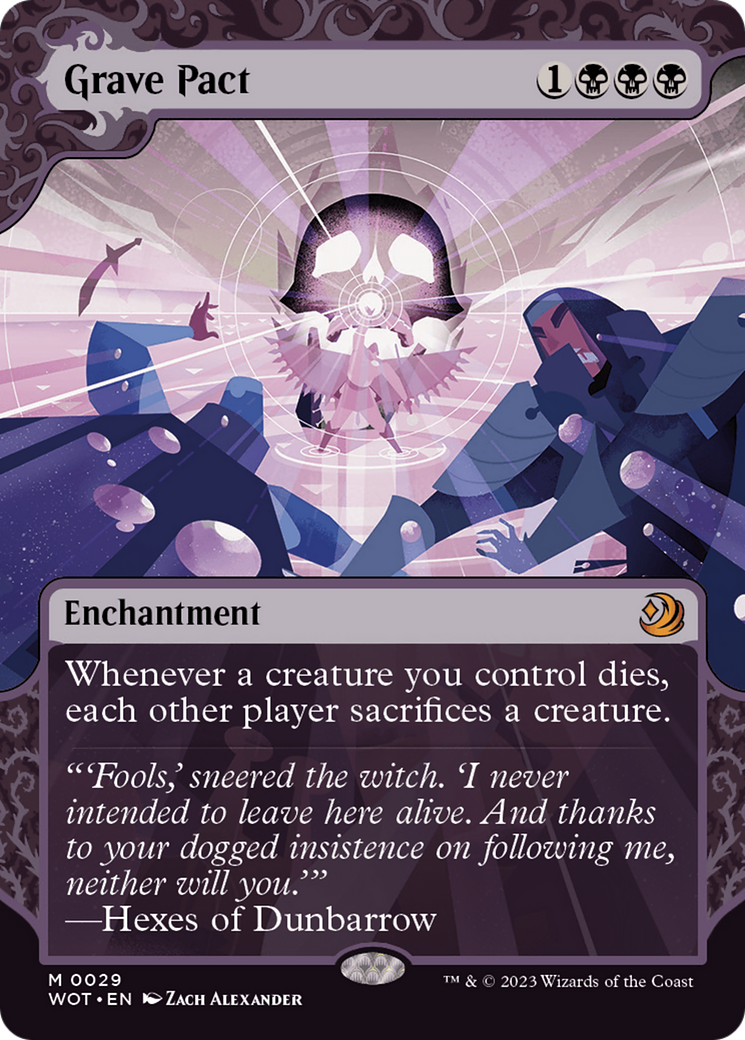 Grave Pact
1
Enchantment
Whenever a creature you control dies,
each other player sacrifices a creature.
“‘Fools,’ sneered the witch. ‘I never
intended to leave here alive. And thanks
to your dogged insistence on following me,
neither will you.’”
—Hexes of Dunbarrow
M 0029
WOT • EN Zach Alexander
™ & © 2023 Wizards of the Coast